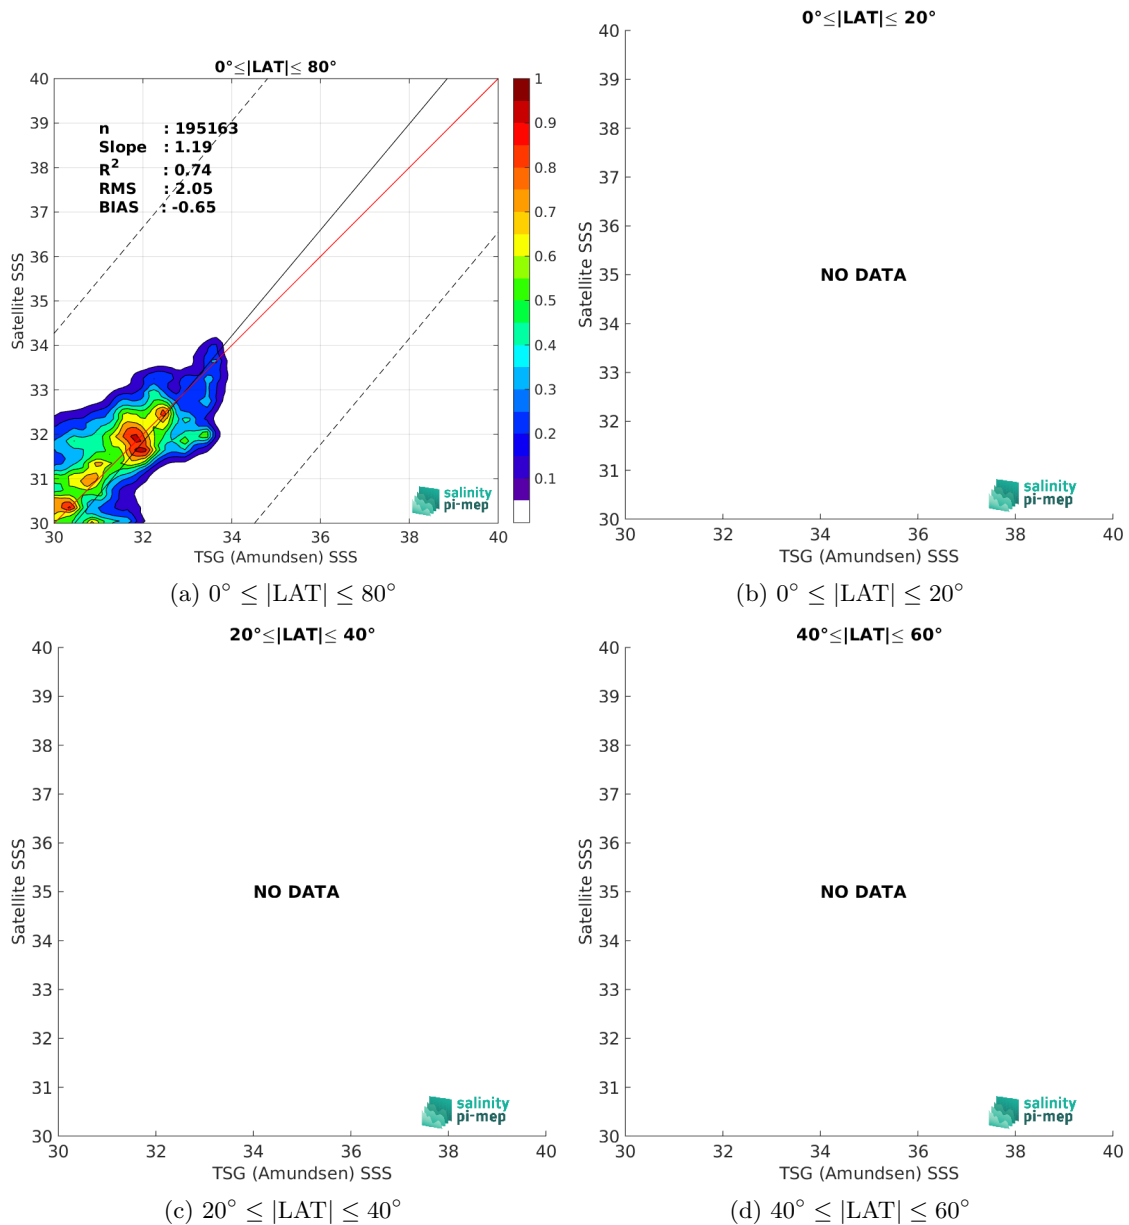 0°≤|LAT|≤ 80°
n : 195163
Slope : 1.19
R² : 0.74
RMS : 2.05
BIAS : -0.65
40
39
38
37
36
35
34
33
32
31
30
30
32
34
36
38
40
1
0.9
0.8
0.7
0.6
0.5
0.4
0.3
0.2
0.1
Satellite SSS
TSG (Amundsen) SSS
salinity
pi-mep
(a) 0° ≤ |LAT| ≤ 80°
0°≤|LAT|≤ 20°
40
39
38
37
36
35
34
33
32
31
30
30
32
34
36
38
40
Satellite SSS
NO DATA
TSG (Amundsen) SSS
salinity
pi-mep
(b) 0° ≤ |LAT| ≤ 20°
20°≤|LAT|≤ 40°
40
39
38
37
36
35
34
33
32
31
30
30
32
34
36
38
40
Satellite SSS
NO DATA
TSG (Amundsen) SSS
salinity
pi-mep
(c) 20° ≤ |LAT| ≤ 40°
40°≤|LAT|≤ 60°
40
39
38
37
36
35
34
33
32
31
30
30
32
34
36
38
40
Satellite SSS
NO DATA
TSG (Amundsen) SSS
salinity
pi-mep
(d) 40° ≤ |LAT| ≤ 60°